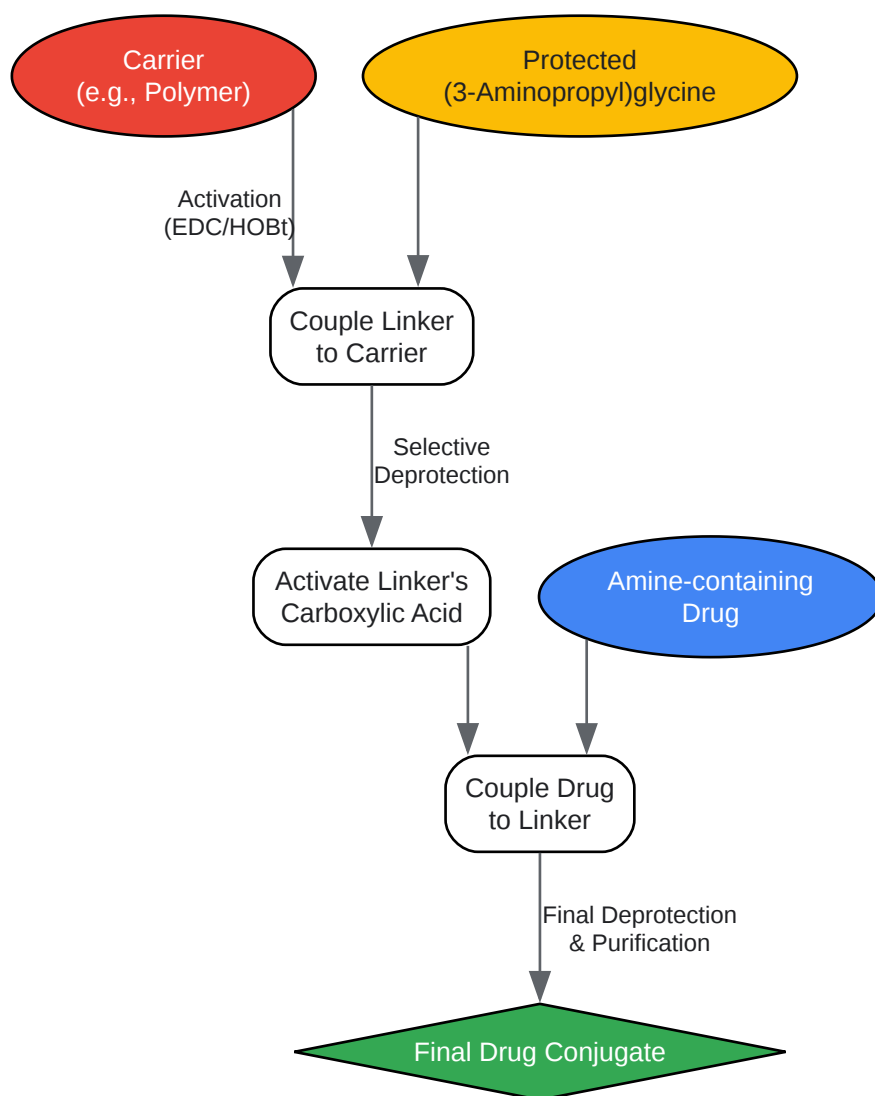 Carrier
(e.g., Polymer)
Protected
(3-Aminopropyl)glycine
Activation
(EDC/HOBt)
Couple Linker
to Carrier
Selective
Deprotection
Activate Linker's
Carboxylic Acid
Amine-containing
Drug
Couple Drug
to Linker
Final Deprotection
& Purification
Final Drug Conjugate